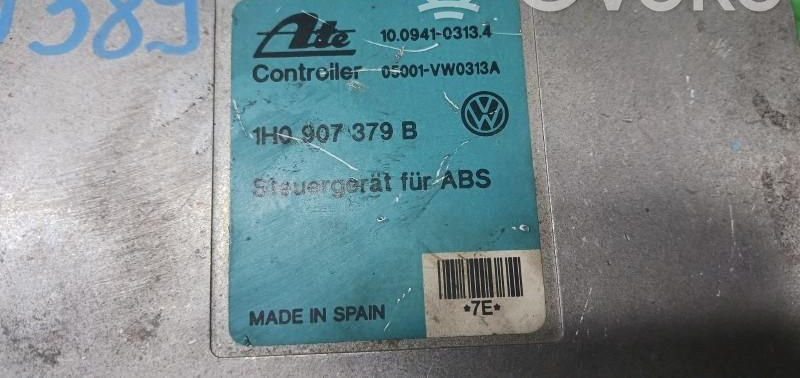 Ate 10.0941-0313.4
Controller 05001-VW0313A
1H0 907 379 B
Steuergerät für ABS
*7E*
MADE IN SPAIN